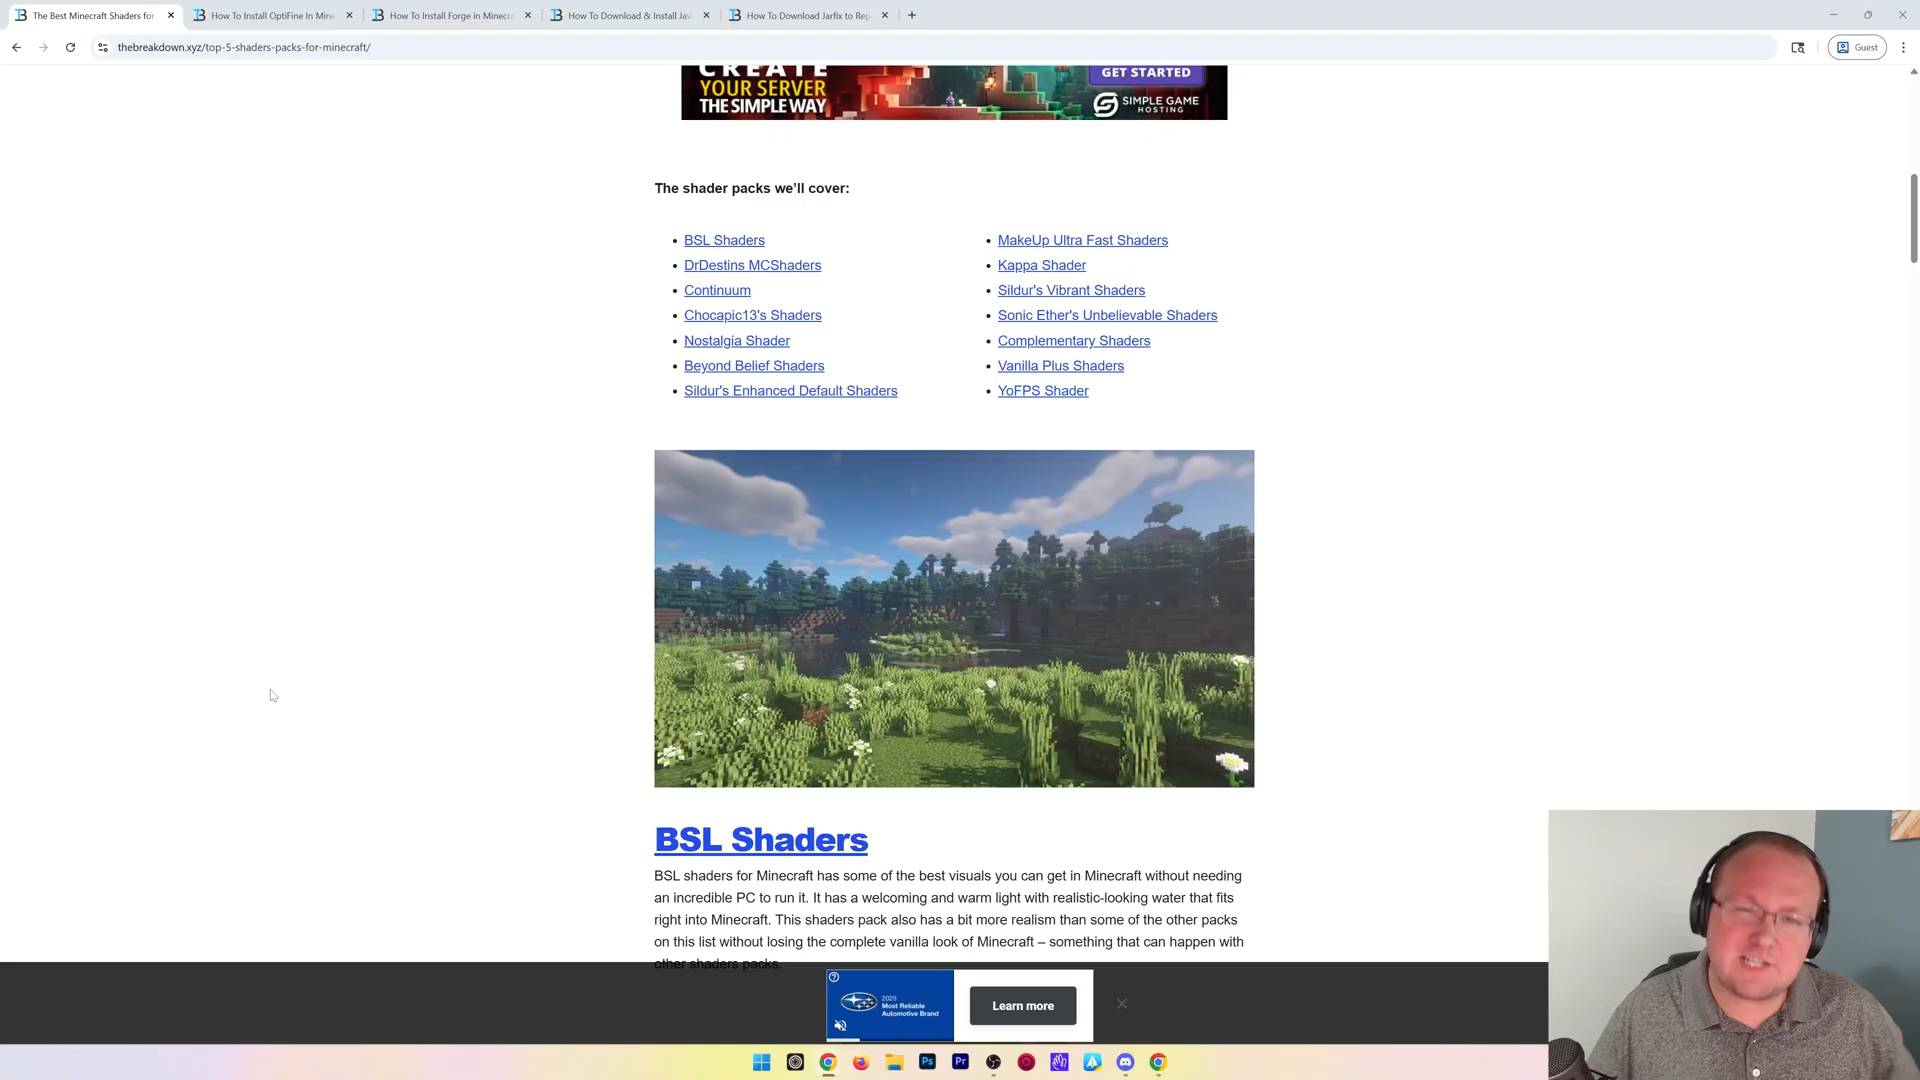 The Best Minecraft Shaders for
How To Install OptiFine In Mine
How To Install Forge in Minecra
How To Download & Install Jav
How To Download Jarfix to Rep
thebreakdown.xyz/top-5-shaders-packs-for-minecraft/
Guest
CREATE
YOUR SERVER
THE SIMPLE WAY
GET STARTED
SIMPLE GAME
HOSTING
The shader packs we'll cover:
BSL Shaders
DrDestins MCShaders
Continuum
Chocapic13's Shaders
Nostalgia Shader
Beyond Belief Shaders
Sildur's Enhanced Default Shaders
MakeUp Ultra Fast Shaders
Kappa Shader
Sildur's Vibrant Shaders
Sonic Ether's Unbelievable Shaders
Complementary Shaders
Vanilla Plus Shaders
YoFPS Shader
BSL Shaders
BSL shaders for Minecraft has some of the best visuals you can get in Minecraft without needing
an incredible PC to run it. It has a welcoming and warm light with realistic-looking water that fits
right into Minecraft. This shaders pack also has a bit more realism than some of the other packs
on this list without losing the complete vanilla look of Minecraft – something that can happen with
other shaders packs.
2025
Most Reliable
Automotive Brand
Learn more
Ps
Pr